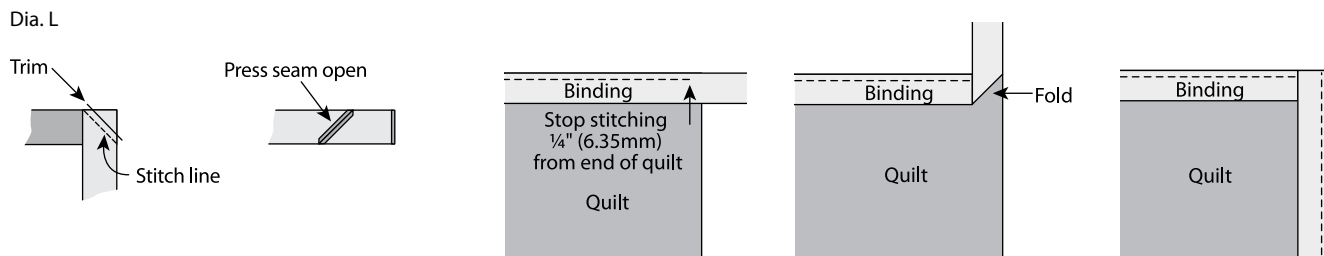 Dia. L
Trim
Stitch line
Press seam open
Binding
Stop stitching
¼" (6.35mm)
from end of quilt
Quilt
Binding
Fold
Quilt
Binding
Quilt